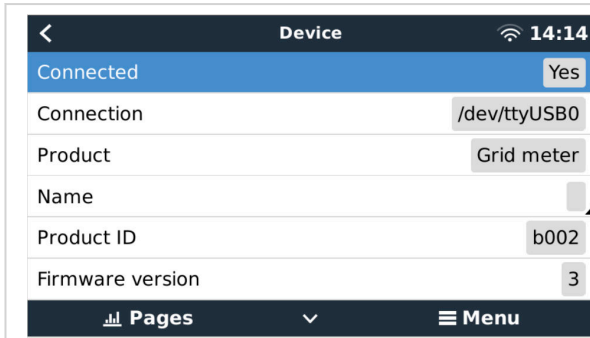 Device 14:14
Connected Yes
Connection /dev/ttyUSB0
Product Grid meter
Name
Product ID b002
Firmware version 3
Pages Menu